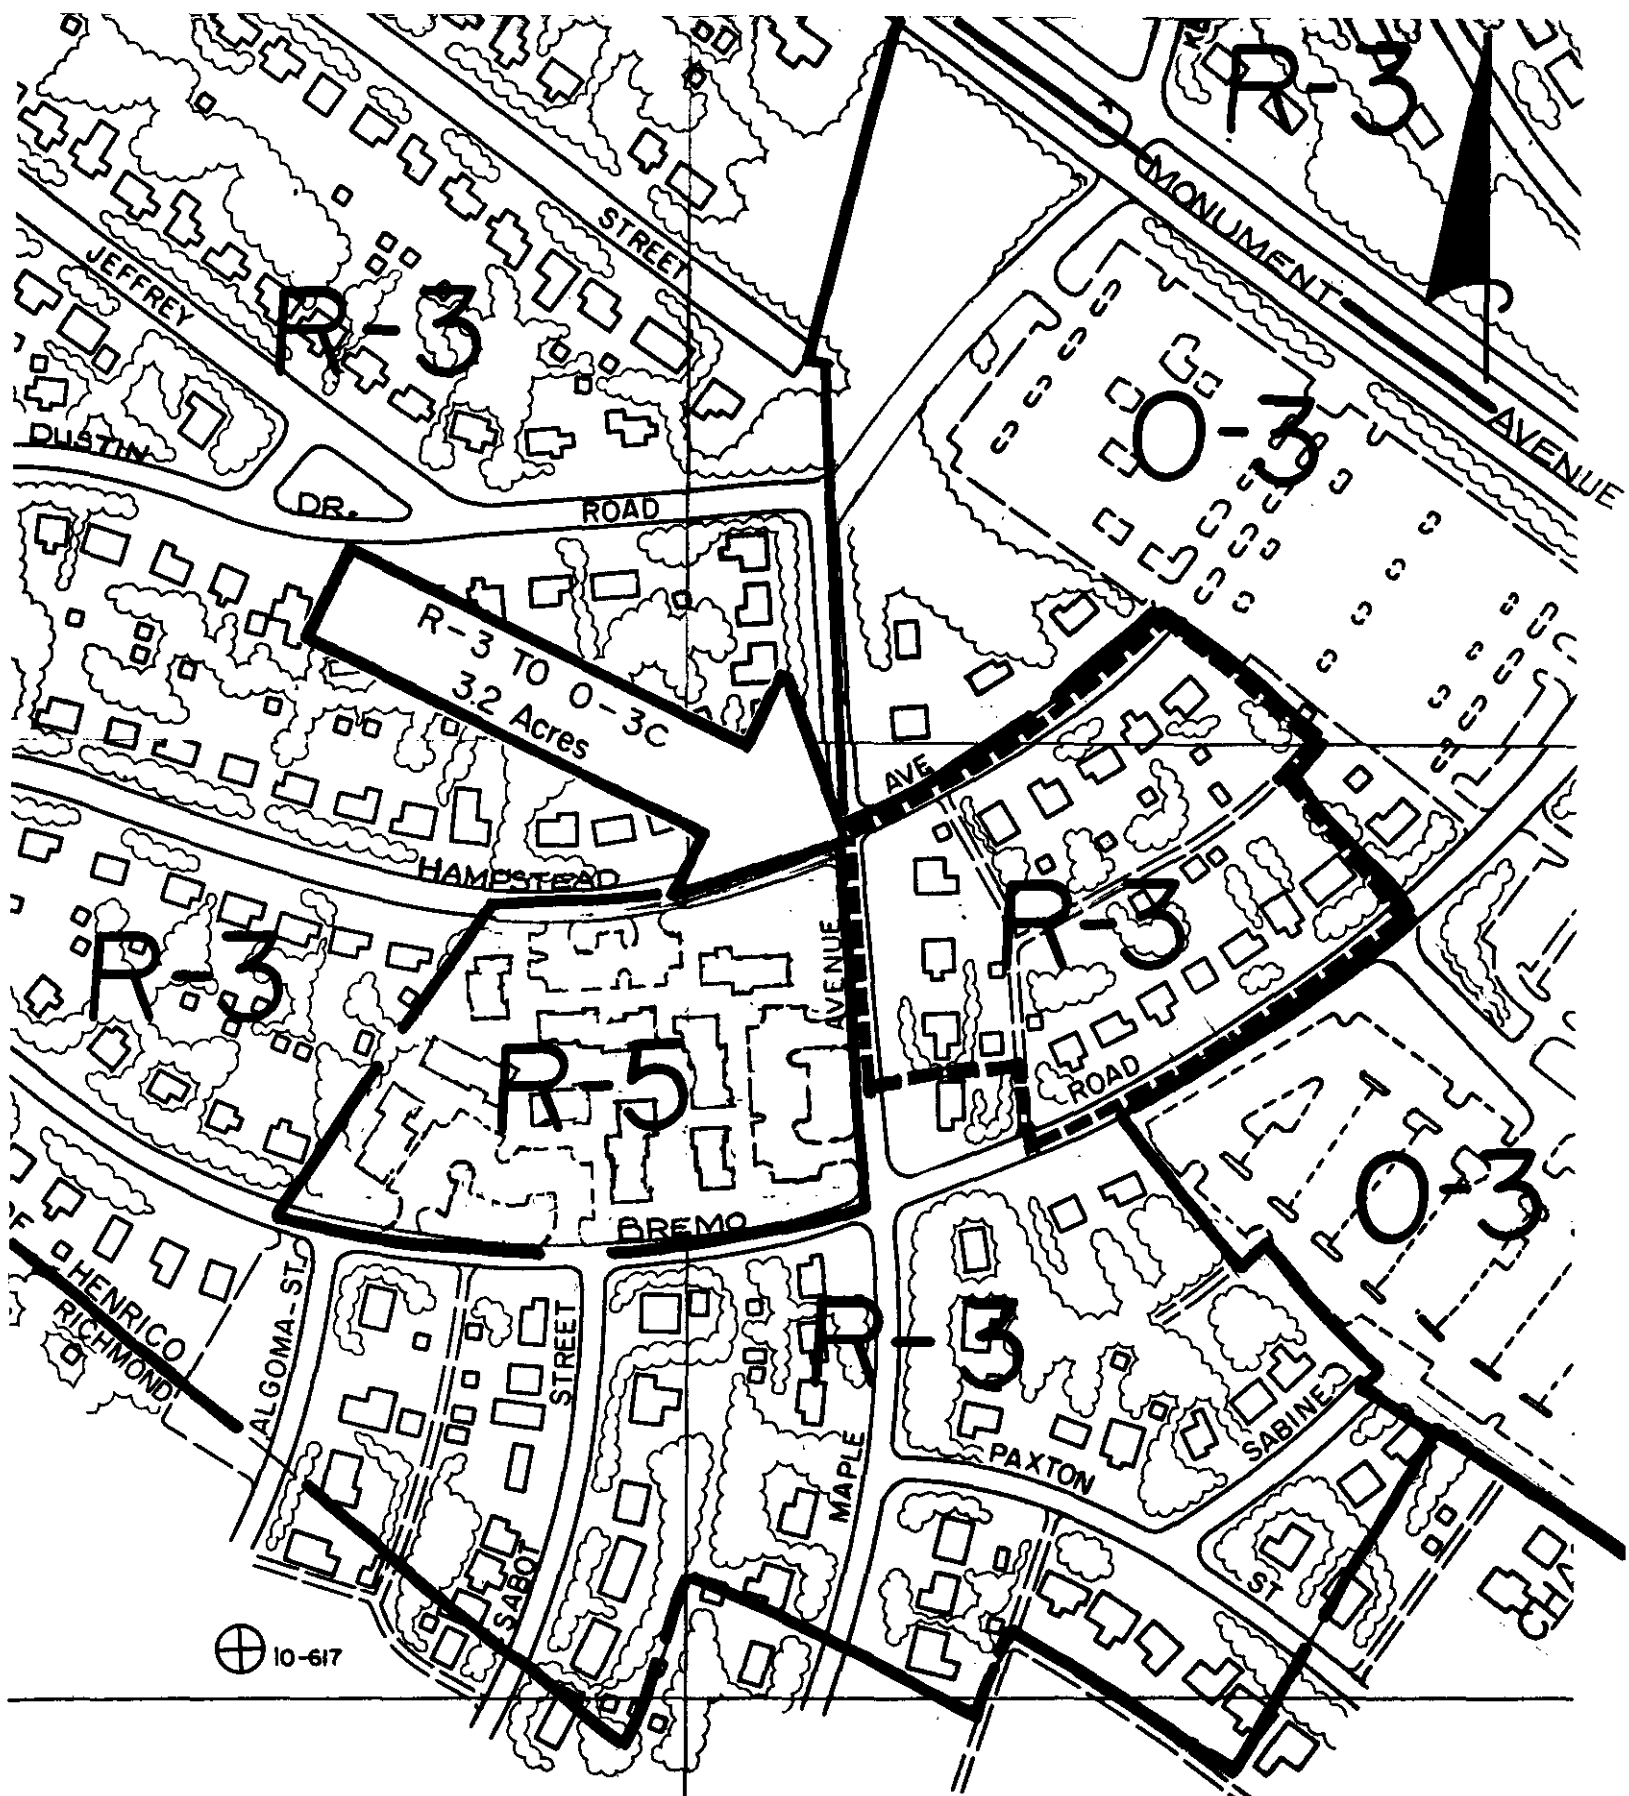 R-3
MONUMENT
AVENUE
STREET
JEFFREY
R-3
O-3
DUSTIN
DR.
ROAD
R-3 TO O-3C
3.2 Acres
AVE
HAMPSTEAD
R-3
R-3
AVENUE
R-5
ROAD
O-3
BREMO
HENRICO
RICHMOND
ALGOMA ST.
STREET
R-3
SABINE
PAXTON
MAPLE
SABOT
ST
10-617